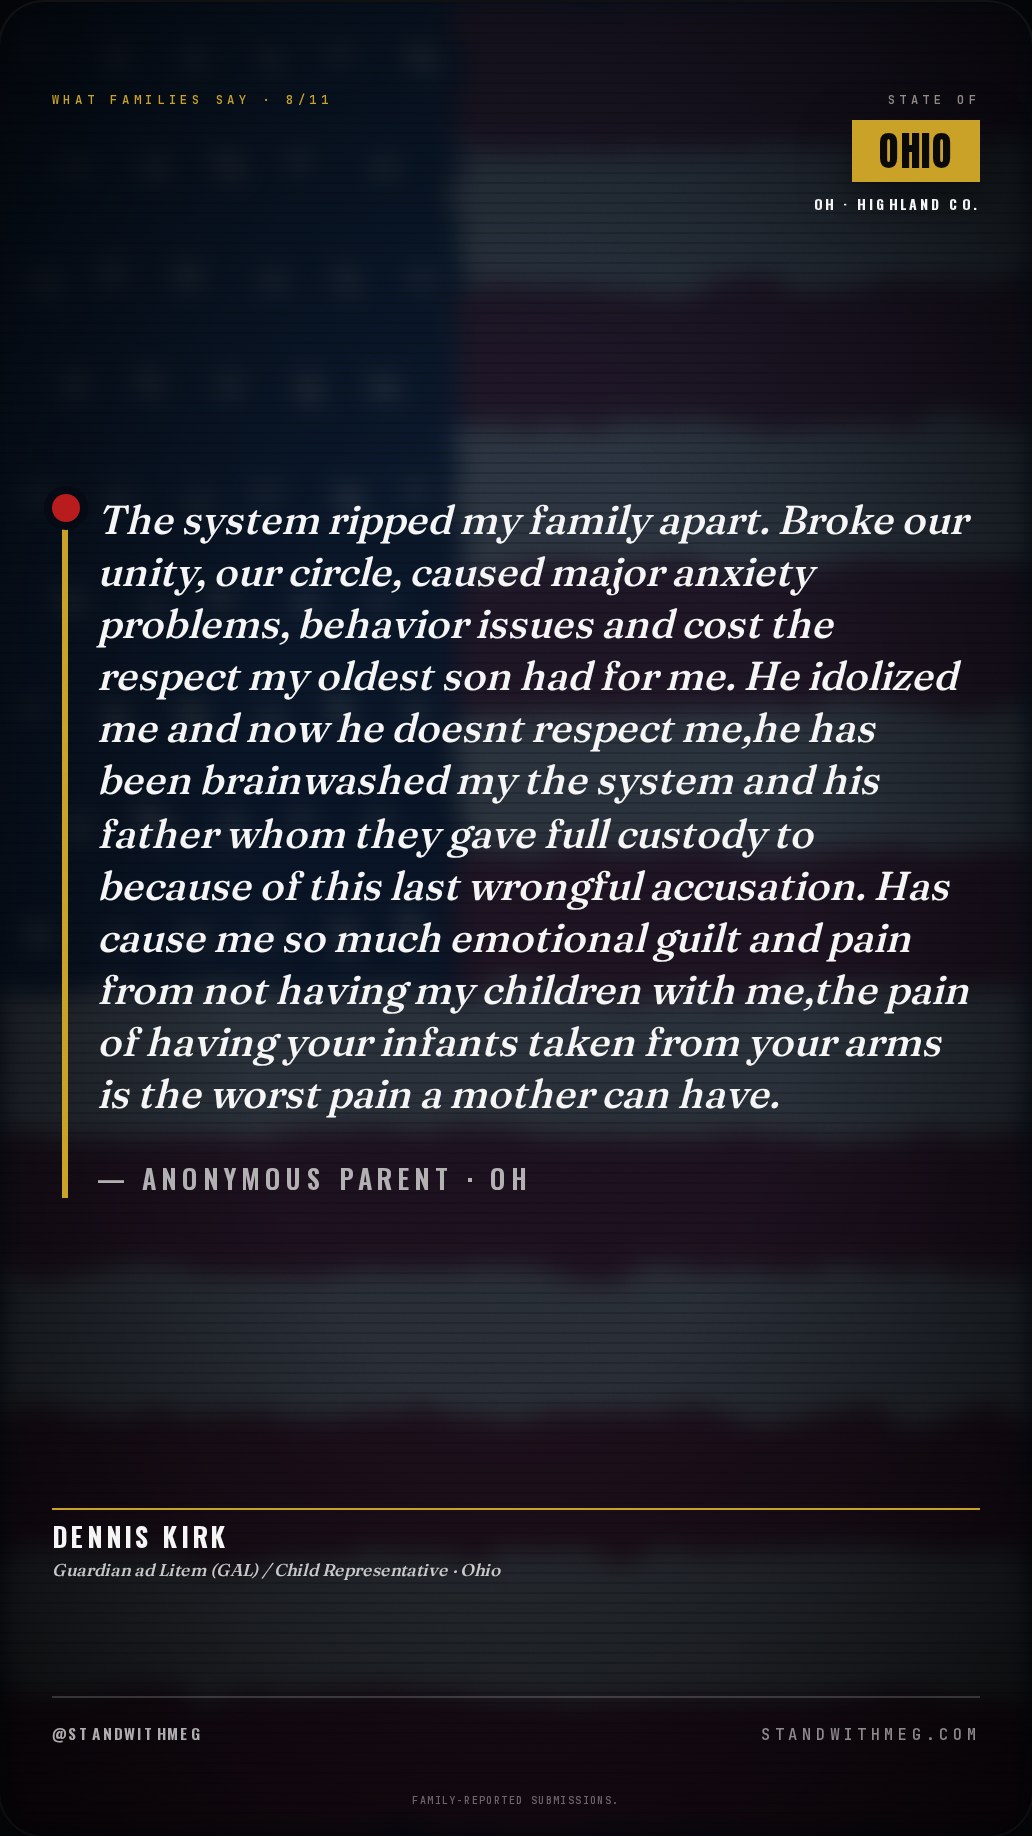 WHAT FAMILIES SAY · 8/11
STATE OF
OHIO
OH · HIGHLAND CO.
The system ripped my family apart. Broke our
unity, our circle, caused major anxiety
problems, behavior issues and cost the
respect my oldest son had for me. He idolized
me and now he doesnt respect me,he has
been brainwashed my the system and his
father whom they gave full custody to
because of this last wrongful accusation. Has
cause me so much emotional guilt and pain
from not having my children with me,the pain
of having your infants taken from your arms
is the worst pain a mother can have.
— ANONYMOUS PARENT · OH
DENNIS KIRK
Guardian ad Litem (GAL) / Child Representative · Ohio
@STANDWITHMEG
STANDWITHMEG.COM
FAMILY-REPORTED SUBMISSIONS.